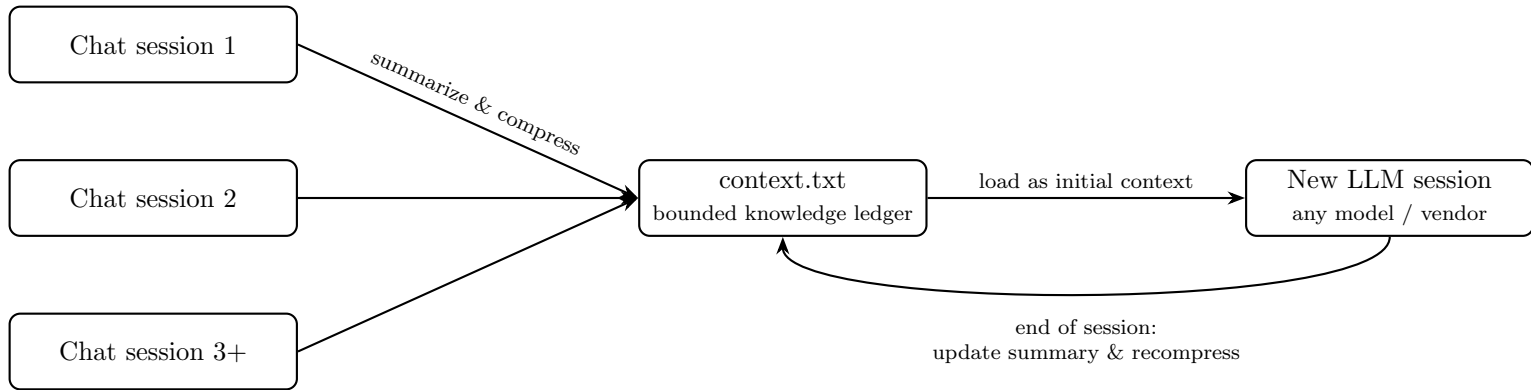 Chat session 1
summarize & compress
Chat session 2
context.txt
bounded knowledge ledger
load as initial context
New LLM session
any model / vendor
Chat session 3+
end of session:
update summary & recompress